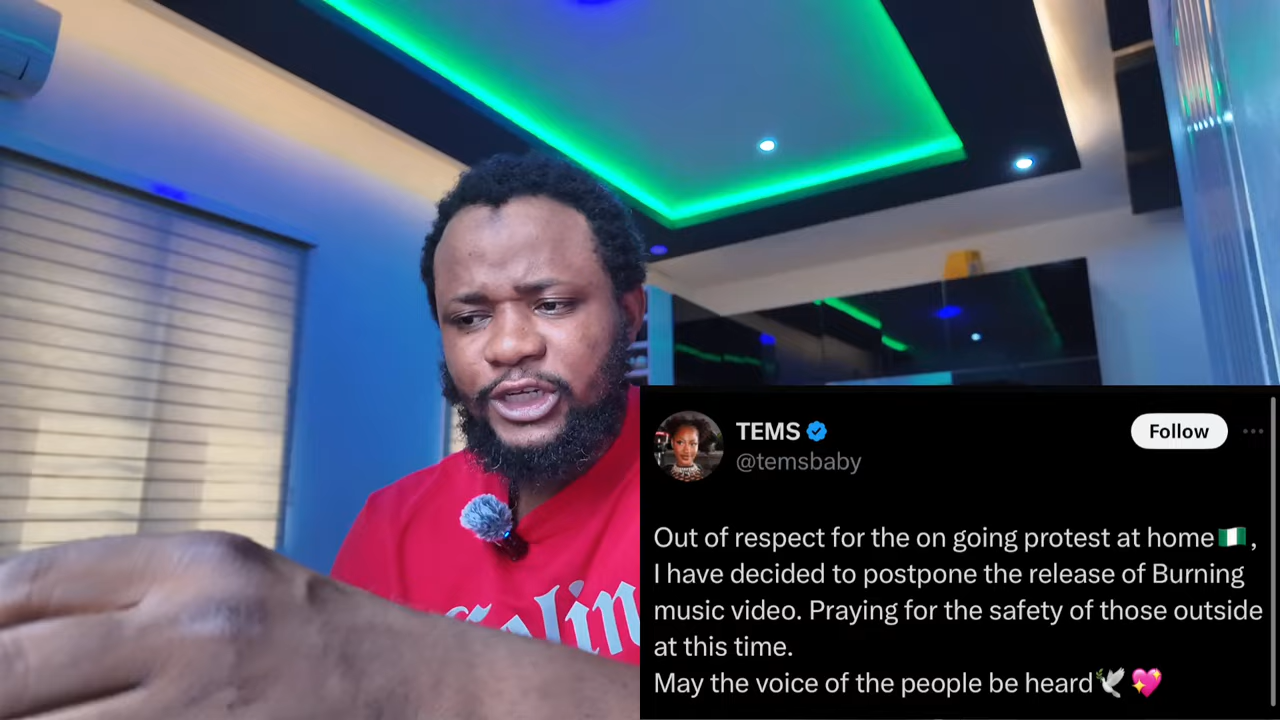 TEMS
Follow
@temsbaby
Out of respect for the on going protest at home🇳🇬,
I have decided to postpone the release of Burning
music video. Praying for the safety of those outside
at this time.
May the voice of the people be heard🕊️💖